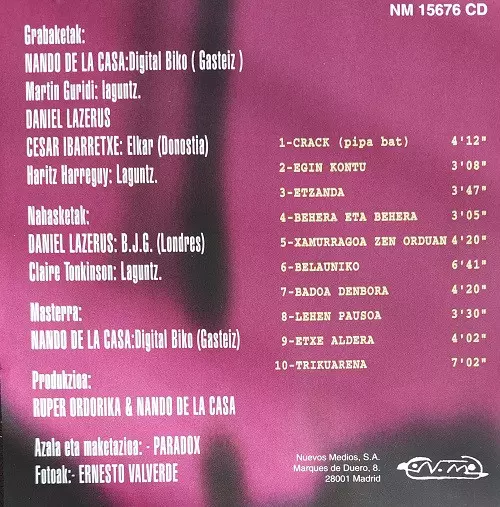 NM 15676 CD
Grabaketak:
NANDO DE LA CASA:Digital Biko ( Gasteiz )
Martin Guridi: laguntz.
DANIEL LAZERUS
CESAR IBARRETXE: Elkar (Donostia)
Haritz Harreguy: Laguntz.
Nahasketak:
DANIEL LAZERUS: B.J.G. (Londres)
Claire Tonkinson: Laguntz.
Masterra:
NANDO DE LA CASA:Digital Biko (Gasteiz)
Produkzioa:
RUPER ORDORIKA & NANDO DE LA CASA
Azala eta maketazioa: - PARADOX
Fotoak:- ERNESTO VALVERDE
1-CRACK (pipa bat) 4'12"
2-EGIN KONTU 3'08"
3-ETZANDA 3'47"
4-BEHERA ETA BEHERA 3'05"
5-XAMURRAGOA ZEN ORDUAN 4'20"
6-BELAUNIKO 6'41"
7-BADOA DENBORA 4'20"
8-LEHEN PAUSOA 3'30"
9-ETXE ALDERA 4'02"
10-TRIKUARENA 7'02"
Nuevos Medios, S.A.
Marques de Duero, 8.
28001 Madrid
N.M.